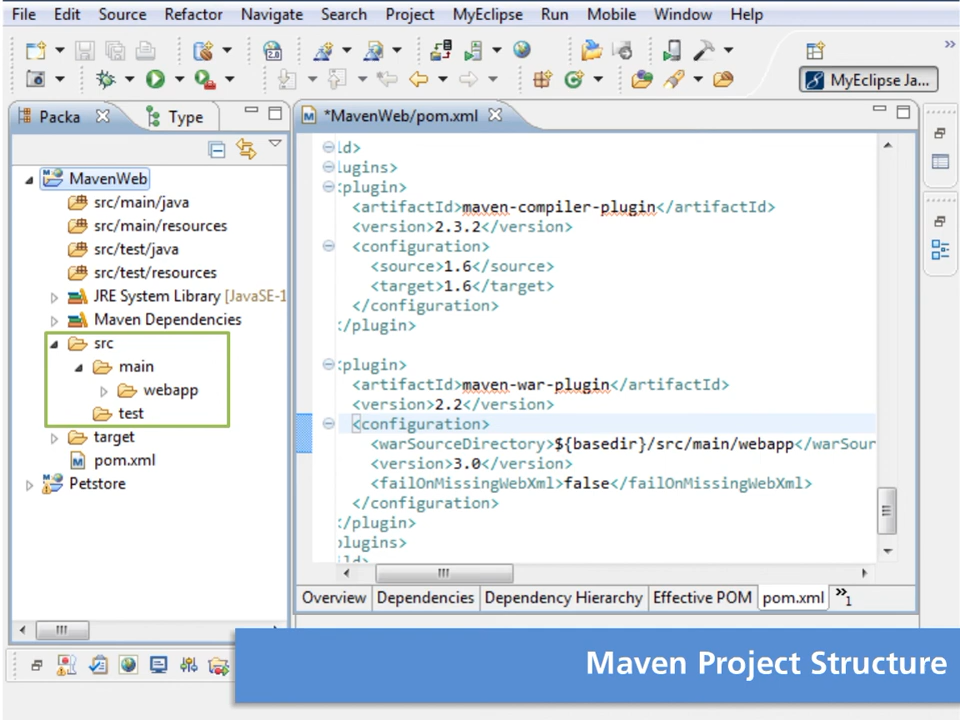 File Edit Source Refactor Navigate Search Project MyEclipse Run Mobile Window Help
2.0
MyEclipse Ja...
Packa
Type
MavenWeb
src/main/java
src/main/resources
src/test/java
src/test/resources
JRE System Library [JavaSE-1
Maven Dependencies
src
main
webapp
test
target
pom.xml
Petstore
*MavenWeb/pom.xml
ld>
lugins>
<plugin>
<artifactId>maven-compiler-plugin</artifactId>
<version>2.3.2</version>
<configuration>
<source>1.6</source>
<target>1.6</target>
</configuration>
</plugin>
<plugin>
<artifactId>maven-war-plugin</artifactId>
<version>2.2</version>
<configuration>
<warSourceDirectory>${basedir}/src/main/webapp</warSour
<version>3.0</version>
<failOnMissingWebXml>false</failOnMissingWebXml>
</configuration>
</plugin>
plugins>
ild>
Overview Dependencies Dependency Hierarchy Effective POM pom.xml »1
Maven Project Structure